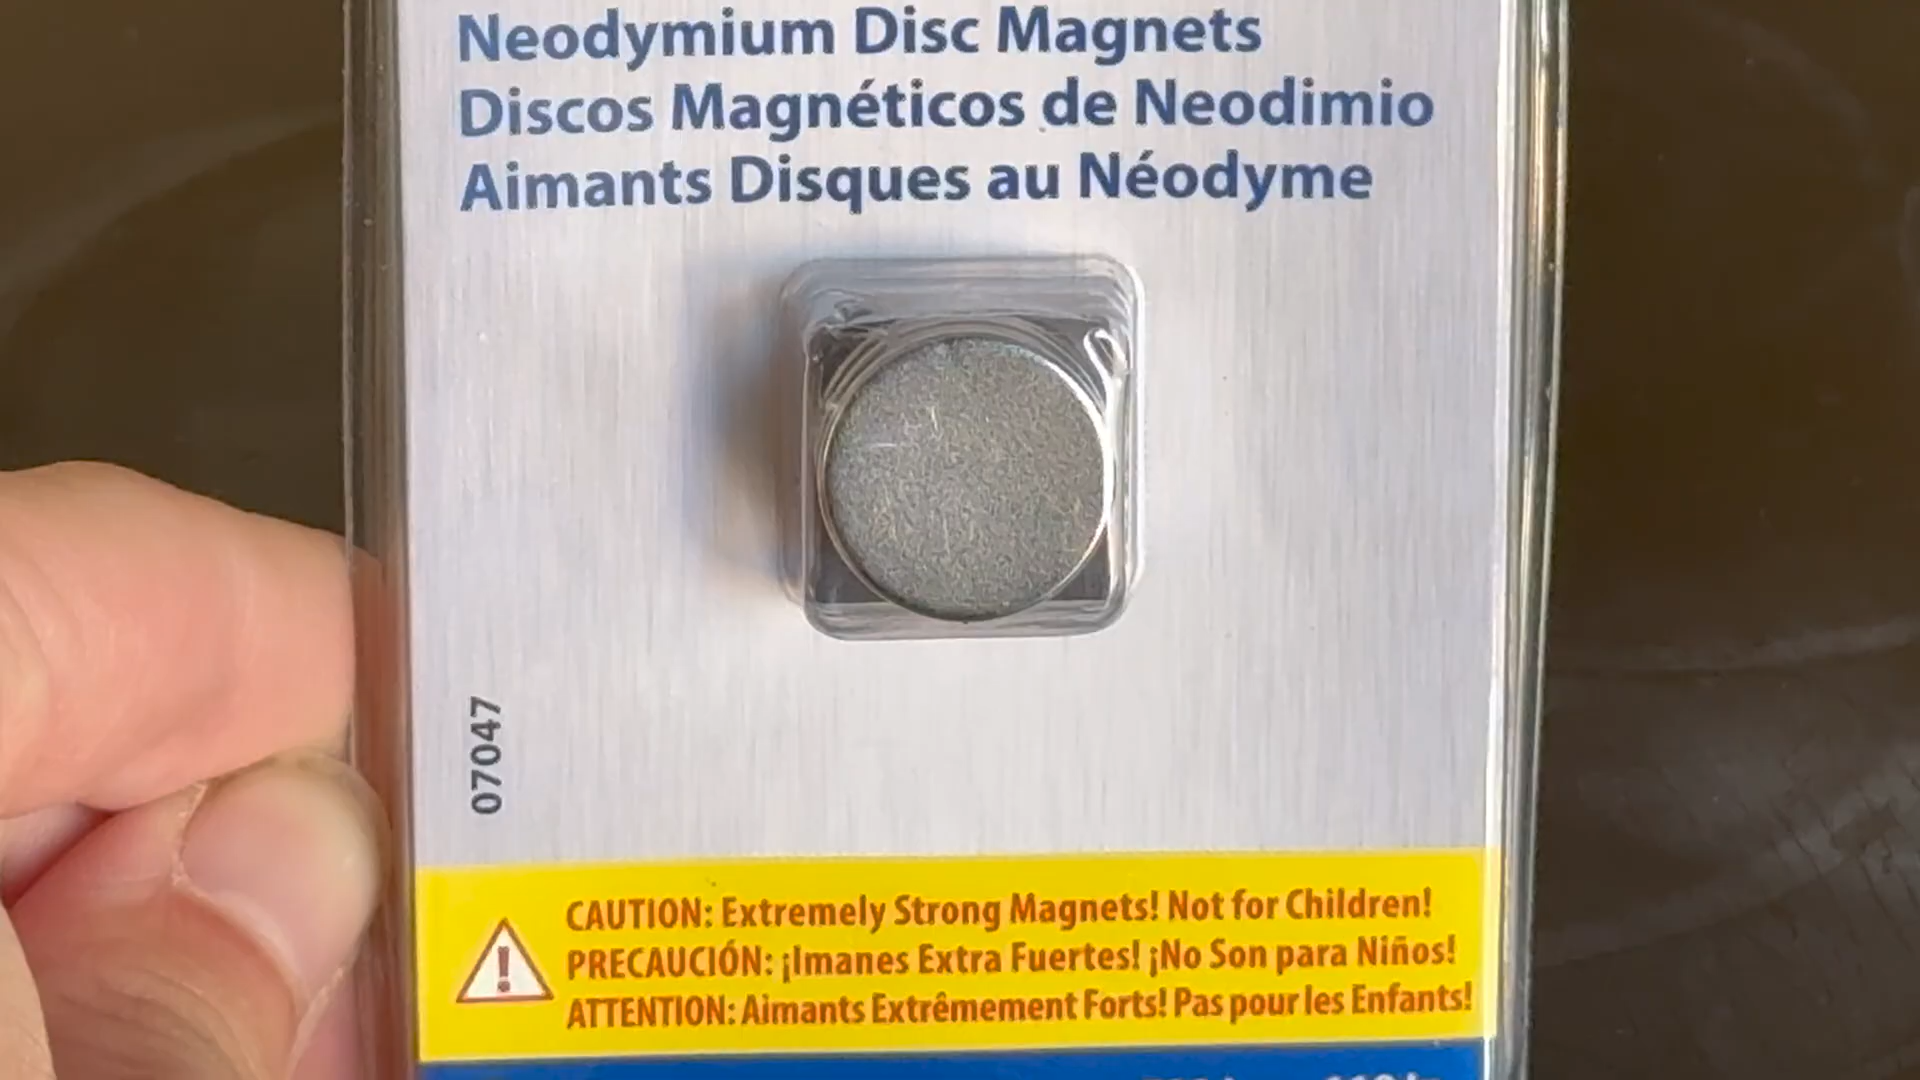 Neodymium Disc Magnets
Discos Magnéticos de Neodimio
Aimants Disques au Néodyme
07047
CAUTION: Extremely Strong Magnets! Not for Children!
PRECAUCIÓN: ¡Imanes Extra Fuertes! ¡No Son para Niños!
ATTENTION: Aimants Extrêmement Forts! Pas pour les Enfants!